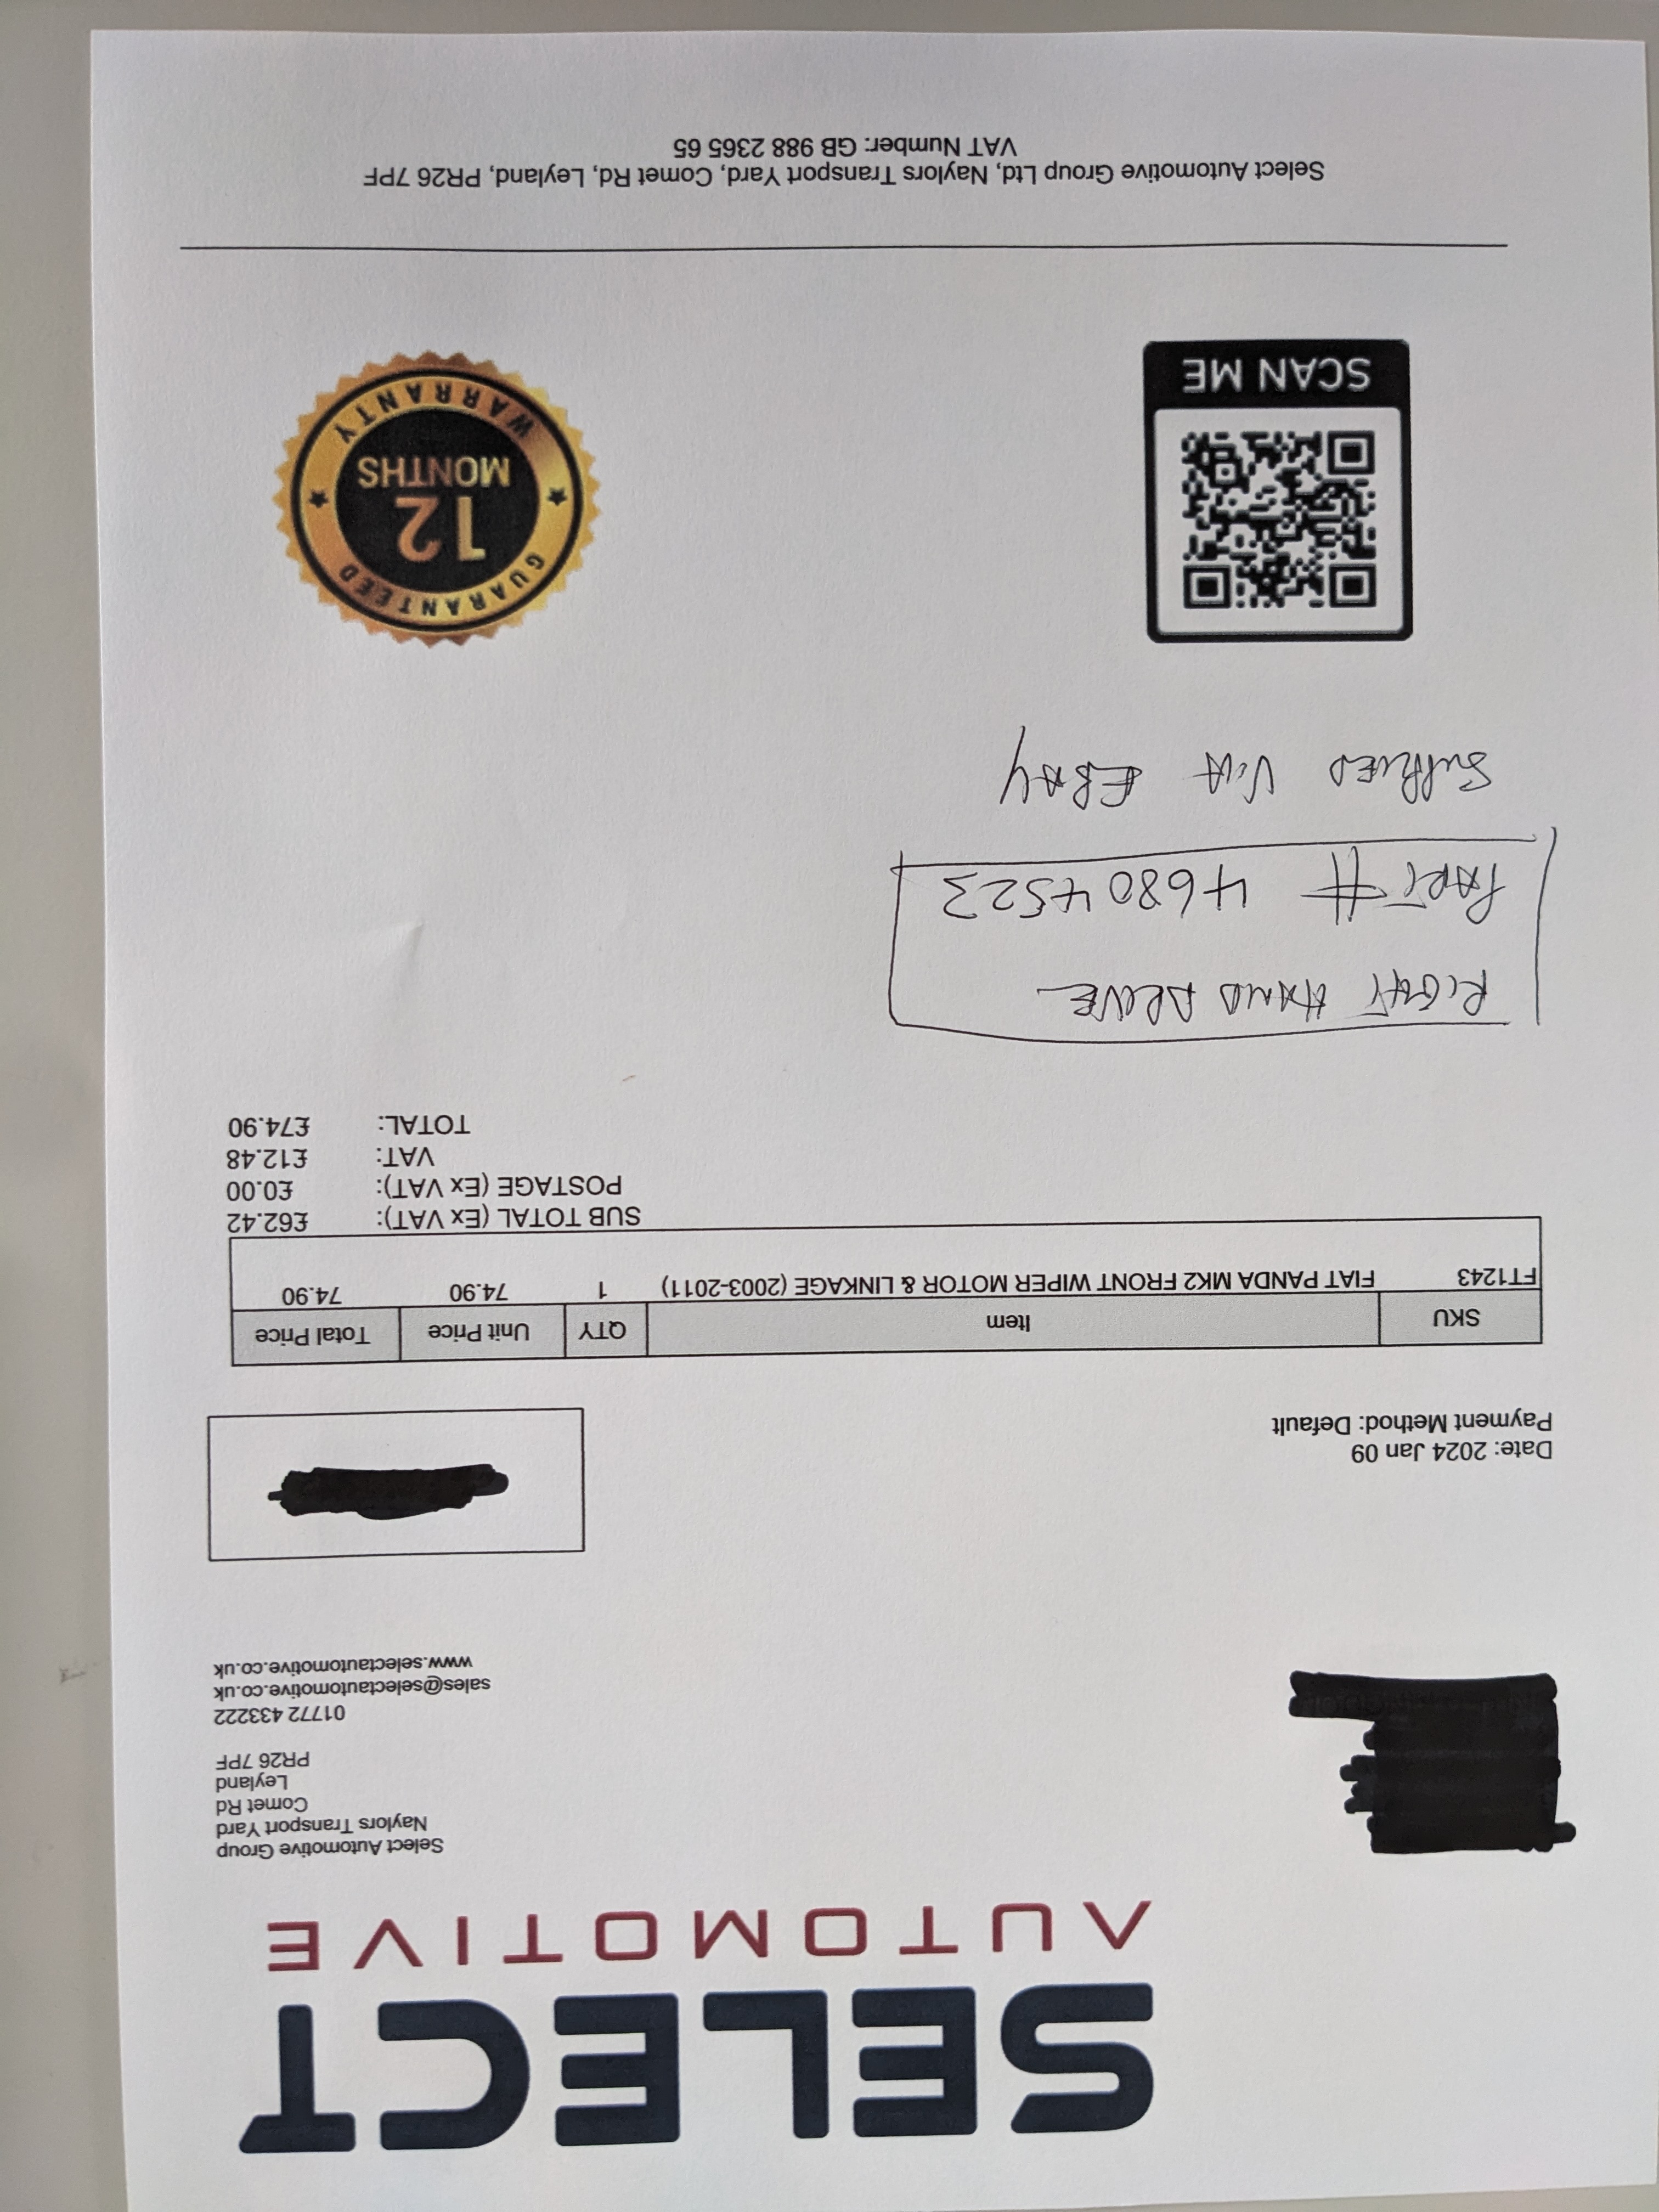 SELECT
AUTOMOTIVE
Select Automotive Group
Naylors Transport Yard
Comet Rd
Leyland
PR26 7PF
01772 433222
sales@selectautomotive.co.uk
www.selectautomotive.co.uk
Date: 2024 Jan 09
Payment Method: Default
SKU Item QTY Unit Price Total Price
FT1243 FIAT PANDA MK2 FRONT WIPER MOTOR & LINKAGE (2003-2011) 1 74.90 74.90
SUB TOTAL (Ex VAT): £62.42
POSTAGE (Ex VAT): £0.00
VAT: £12.48
TOTAL: £74.90
RIGHT HAND DRIVE
PART # 46804523
SUPPLIED VIA EBAY
SCAN ME
GUARANTEED
12
MONTHS
WARRANTY
Select Automotive Group Ltd, Naylors Transport Yard, Comet Rd, Leyland, PR26 7PF
VAT Number: GB 988 2365 65